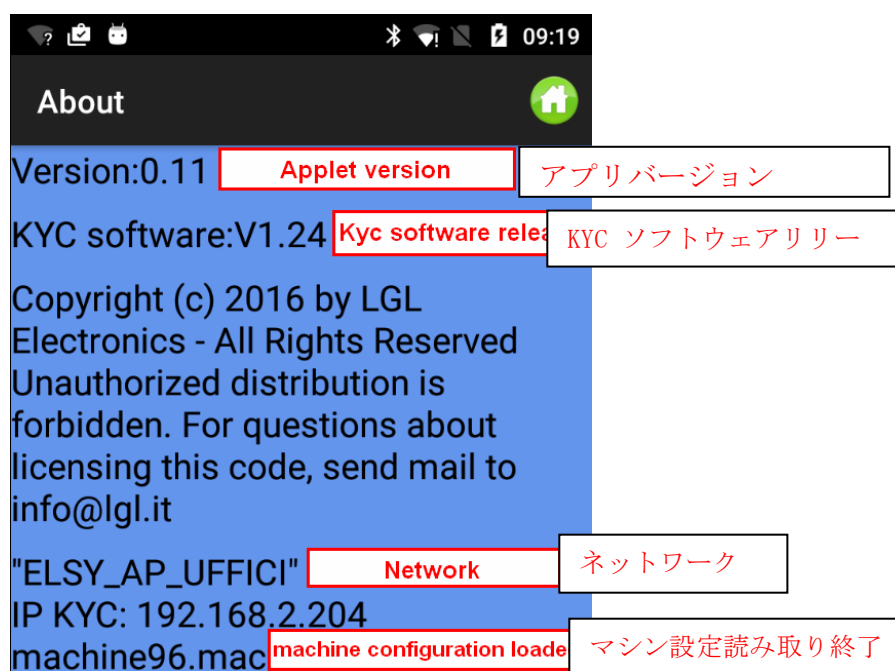 09:19
About
Version:0.11 Applet version アプリバージョン
KYC software:V1.24 Kyc software relea KYC ソフトウェアリリー
Copyright (c) 2016 by LGL
Electronics - All Rights Reserved
Unauthorized distribution is
forbidden. For questions about
licensing this code, send mail to
info@lgl.it
"ELSY_AP_UFFICI" Network ネットワーク
IP KYC: 192.168.2.204
machine96.mac machine configuration loade マシン設定読み取り終了